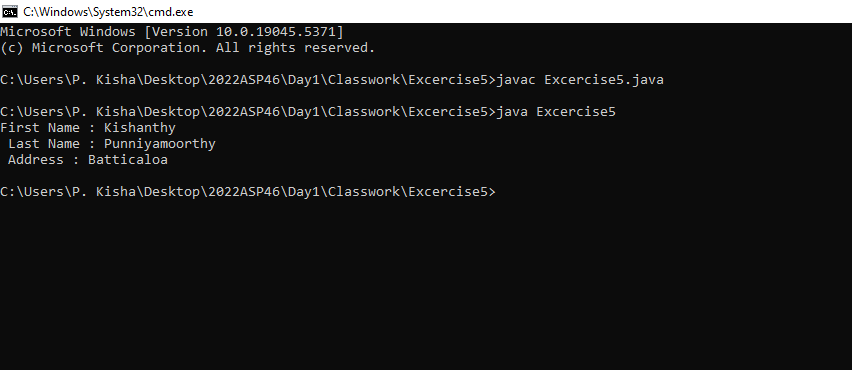 C:\Windows\System32\cmd.exe
Microsoft Windows [Version 10.0.19045.5371]
(c) Microsoft Corporation. All rights reserved.
C:\Users\P. Kisha\Desktop\2022ASP46\Day1\Classwork\Excercise5>javac Excercise5.java
C:\Users\P. Kisha\Desktop\2022ASP46\Day1\Classwork\Excercise5>java Excercise5
First Name : Kishanthy
 Last Name : Punniyamoorthy
 Address : Batticaloa
C:\Users\P. Kisha\Desktop\2022ASP46\Day1\Classwork\Excercise5>